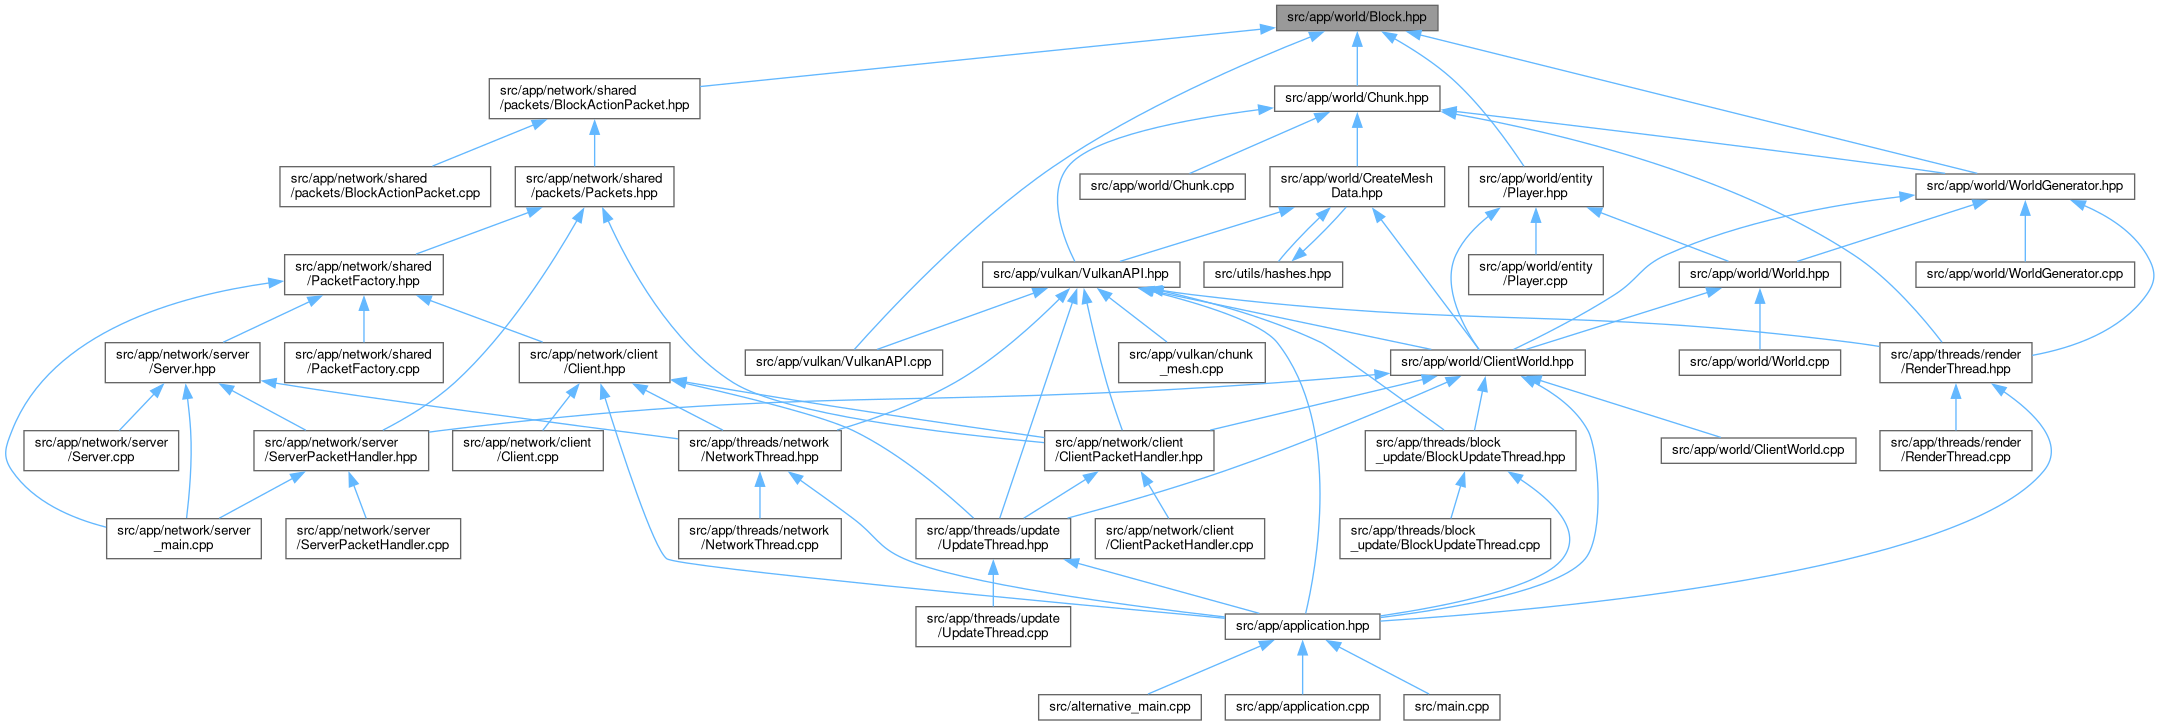 src/app/world/Block.hpp
src/app/network/shared
/packets/BlockActionPacket.hpp
src/app/world/Chunk.hpp
src/app/network/shared
/packets/BlockActionPacket.cpp
src/app/network/shared
/packets/Packets.hpp
src/app/world/Chunk.cpp
src/app/world/CreateMesh
Data.hpp
src/app/world/entity
/Player.hpp
src/app/world/WorldGenerator.hpp
src/app/network/shared
/PacketFactory.hpp
src/app/vulkan/VulkanAPI.hpp
src/utils/hashes.hpp
src/app/world/entity
/Player.cpp
src/app/world/World.hpp
src/app/world/WorldGenerator.cpp
src/app/network/server
/Server.hpp
src/app/network/shared
/PacketFactory.cpp
src/app/network/client
/Client.hpp
src/app/vulkan/VulkanAPI.cpp
src/app/vulkan/chunk
_mesh.cpp
src/app/world/ClientWorld.hpp
src/app/world/World.cpp
src/app/threads/render
/RenderThread.hpp
src/app/network/server
/Server.cpp
src/app/network/server
/ServerPacketHandler.hpp
src/app/network/client
/Client.cpp
src/app/threads/network
/NetworkThread.hpp
src/app/network/client
/ClientPacketHandler.hpp
src/app/threads/block
_update/BlockUpdateThread.hpp
src/app/world/ClientWorld.cpp
src/app/threads/render
/RenderThread.cpp
src/app/network/server
_main.cpp
src/app/network/server
/ServerPacketHandler.cpp
src/app/threads/network
/NetworkThread.cpp
src/app/threads/update
/UpdateThread.hpp
src/app/network/client
/ClientPacketHandler.cpp
src/app/threads/block
_update/BlockUpdateThread.cpp
src/app/threads/update
/UpdateThread.cpp
src/app/application.hpp
src/alternative_main.cpp
src/app/application.cpp
src/main.cpp